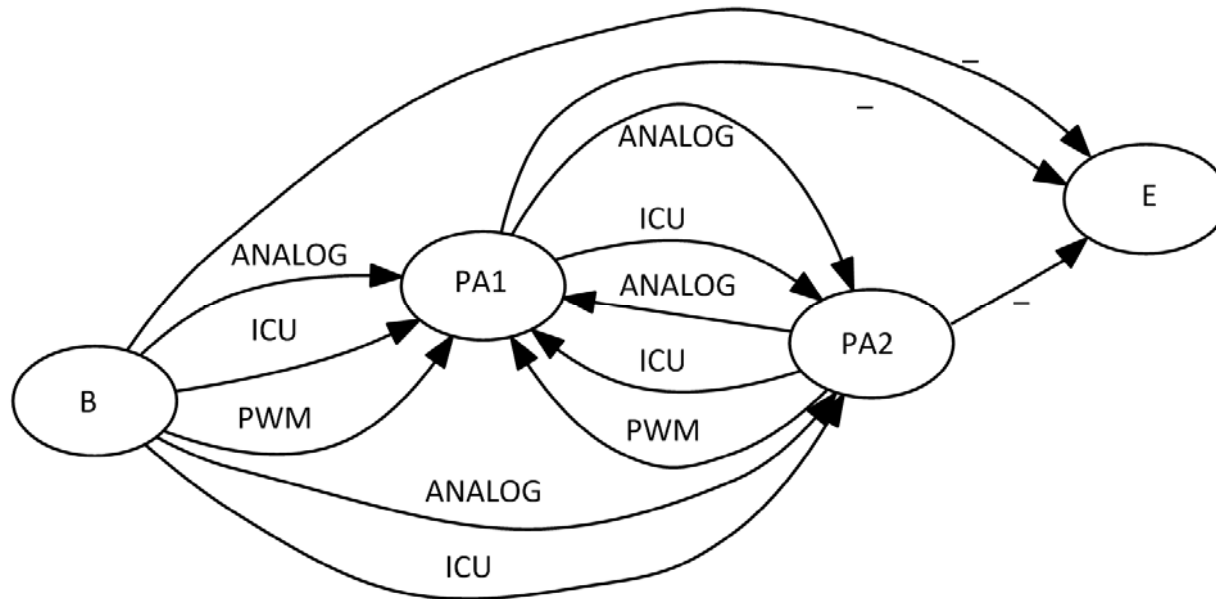 –
–
ANALOG
E
ICU
ANALOG
PA1
ANALOG
–
ICU
PA2
ICU
B
PWM
PWM
ANALOG
ICU